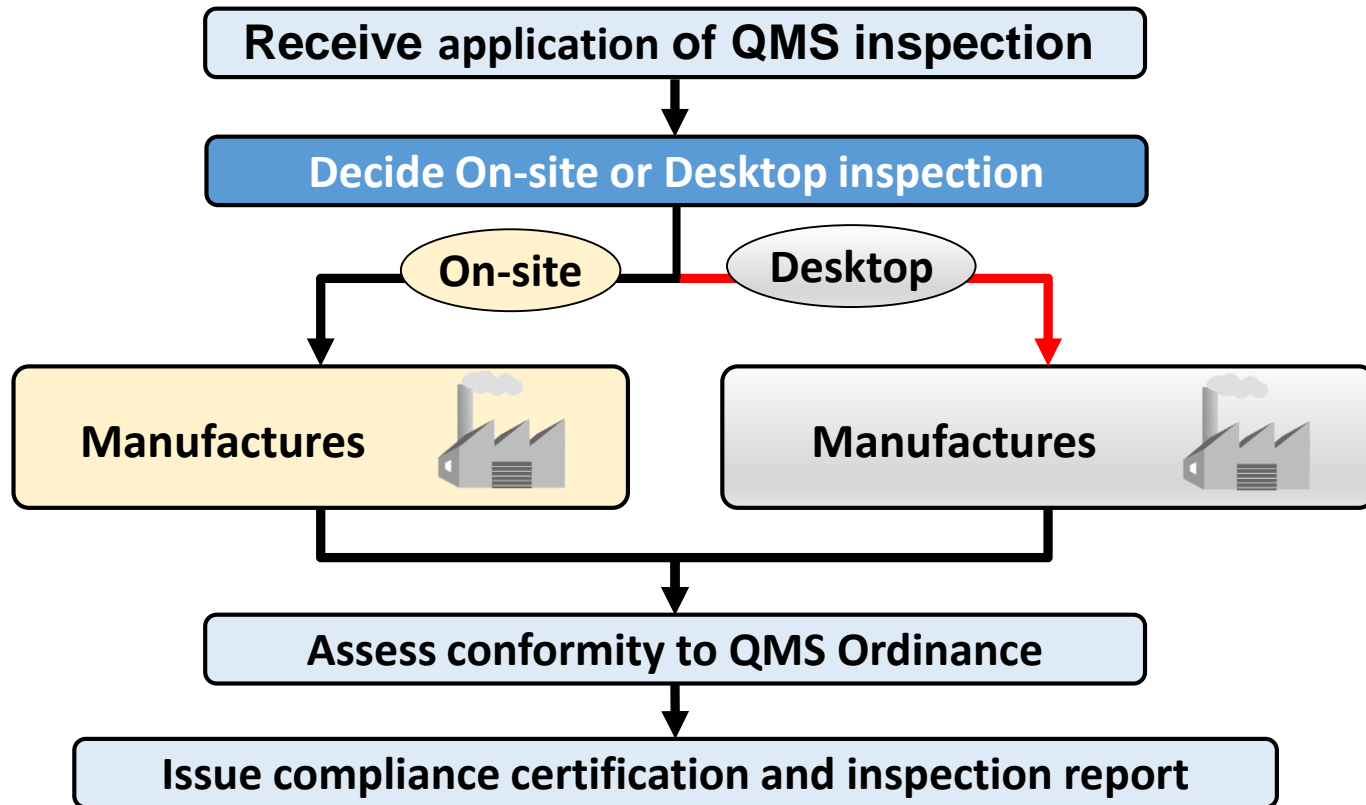 Receive application of QMS inspection
Decide On-site or Desktop inspection
On-site
Desktop
Manufactures
Manufactures
Assess conformity to QMS Ordinance
Issue compliance certification and inspection report